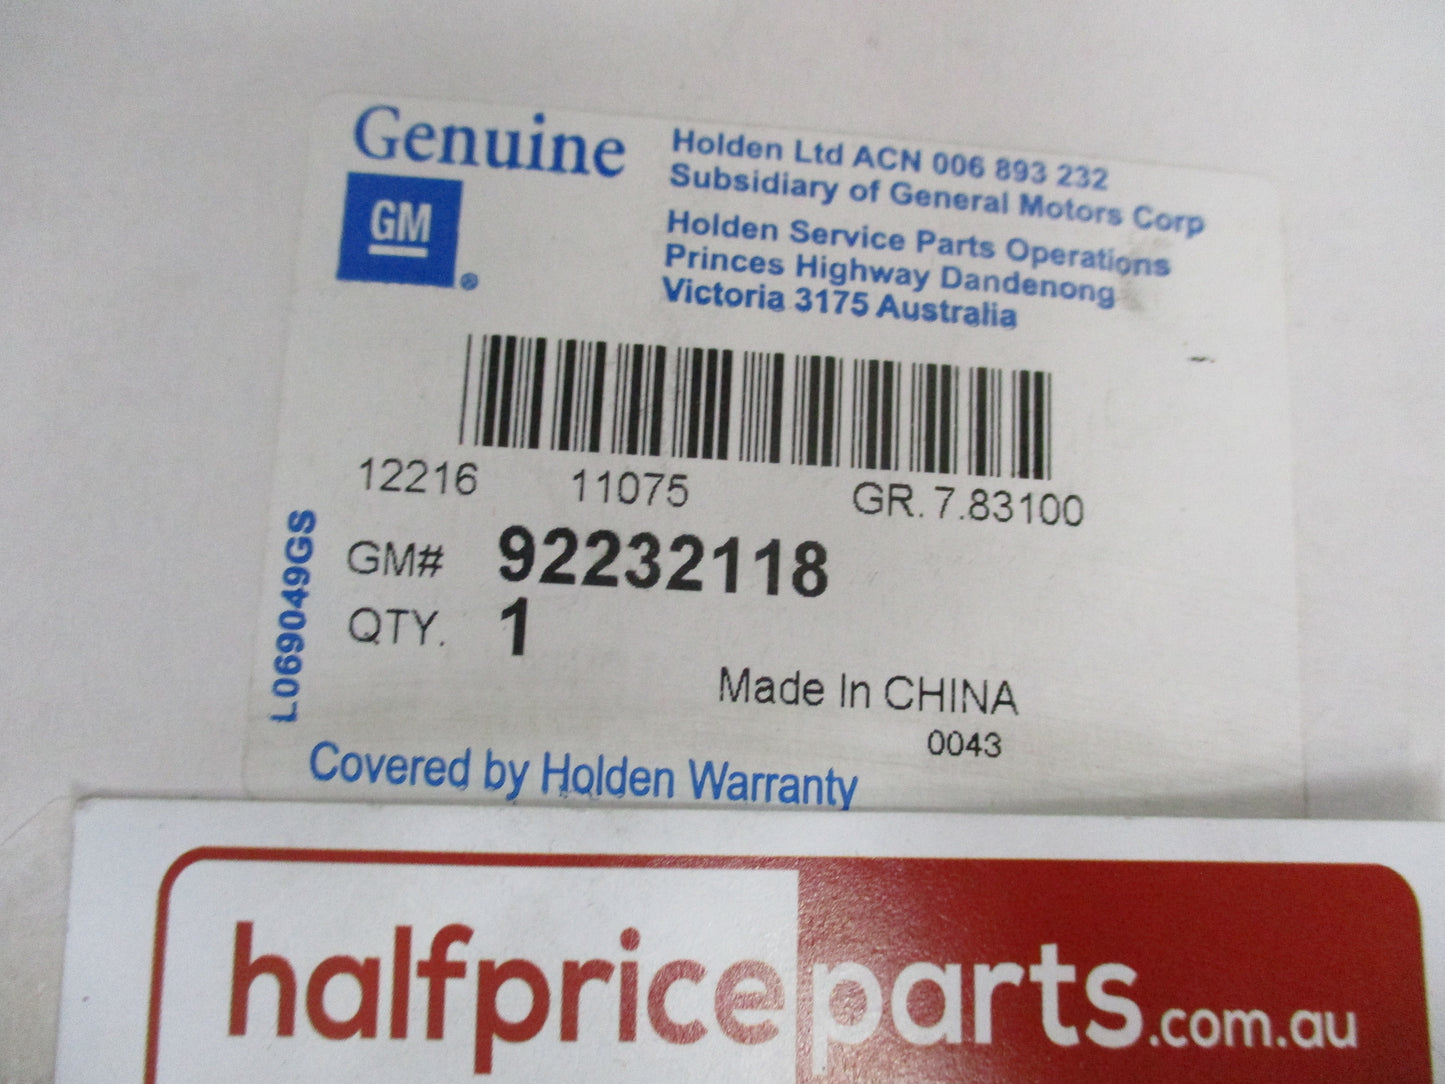 Genuine
GM
®
Holden Ltd ACN 006 893 232
Subsidiary of General Motors Corp
Holden Service Parts Operations
Princes Highway Dandenong
Victoria 3175 Australia
12216 11075 GR. 7.83100
GM# 92232118
QTY. 1
L069049GS
Made In CHINA
0043
Covered by Holden Warranty
halfpriceparts.com.au